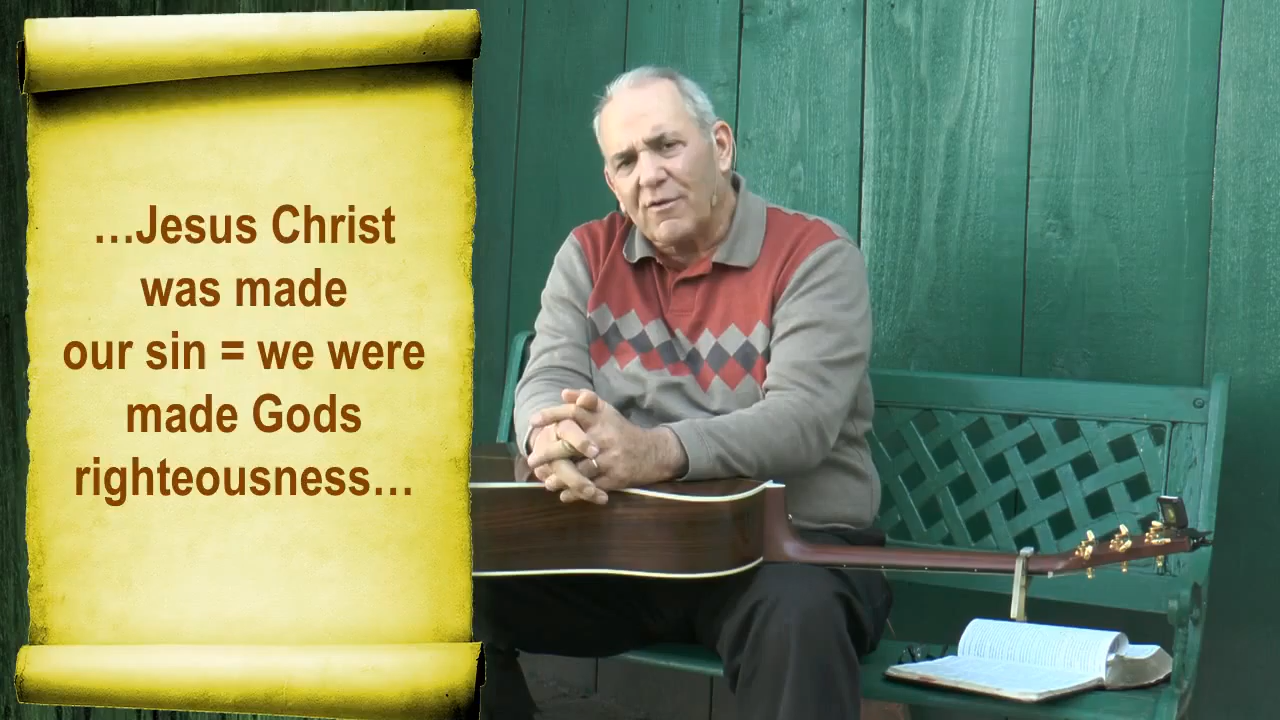 …Jesus Christ
was made
our sin = we were
made Gods
righteousness…